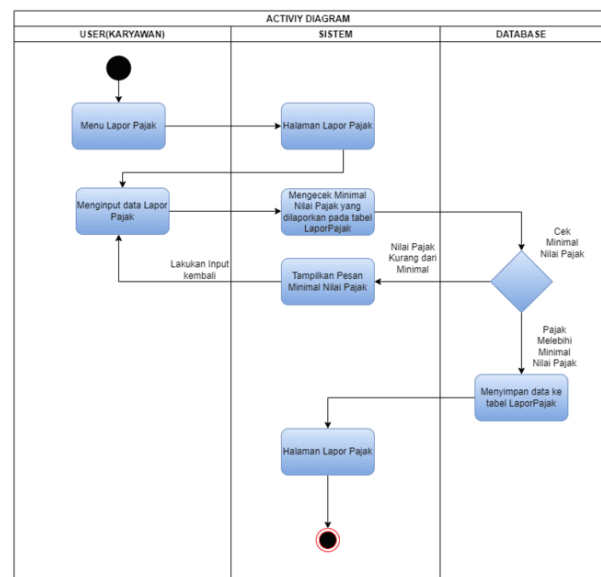 ACTIVIY DIAGRAM
USER(KARYAWAN)
SISTEM
DATABASE
Menu Lapor Pajak
Halaman Lapor Pajak
Menginput data Lapor
Pajak
Mengecek Minimal
Nilai Pajak yang
dilaporkan pada tabel
LaporPajak
Cek
Minimal
Nilai Pajak
Nilai Pajak
Kurang dari
Minimal
Lakukan Input
kembali
Tampilkan Pesan
Minimal Nilai Pajak
Pajak
Melebihi
Minimal
Nilai Pajak
Menyimpan data ke
tabel LaporPajak
Halaman Lapor Pajak